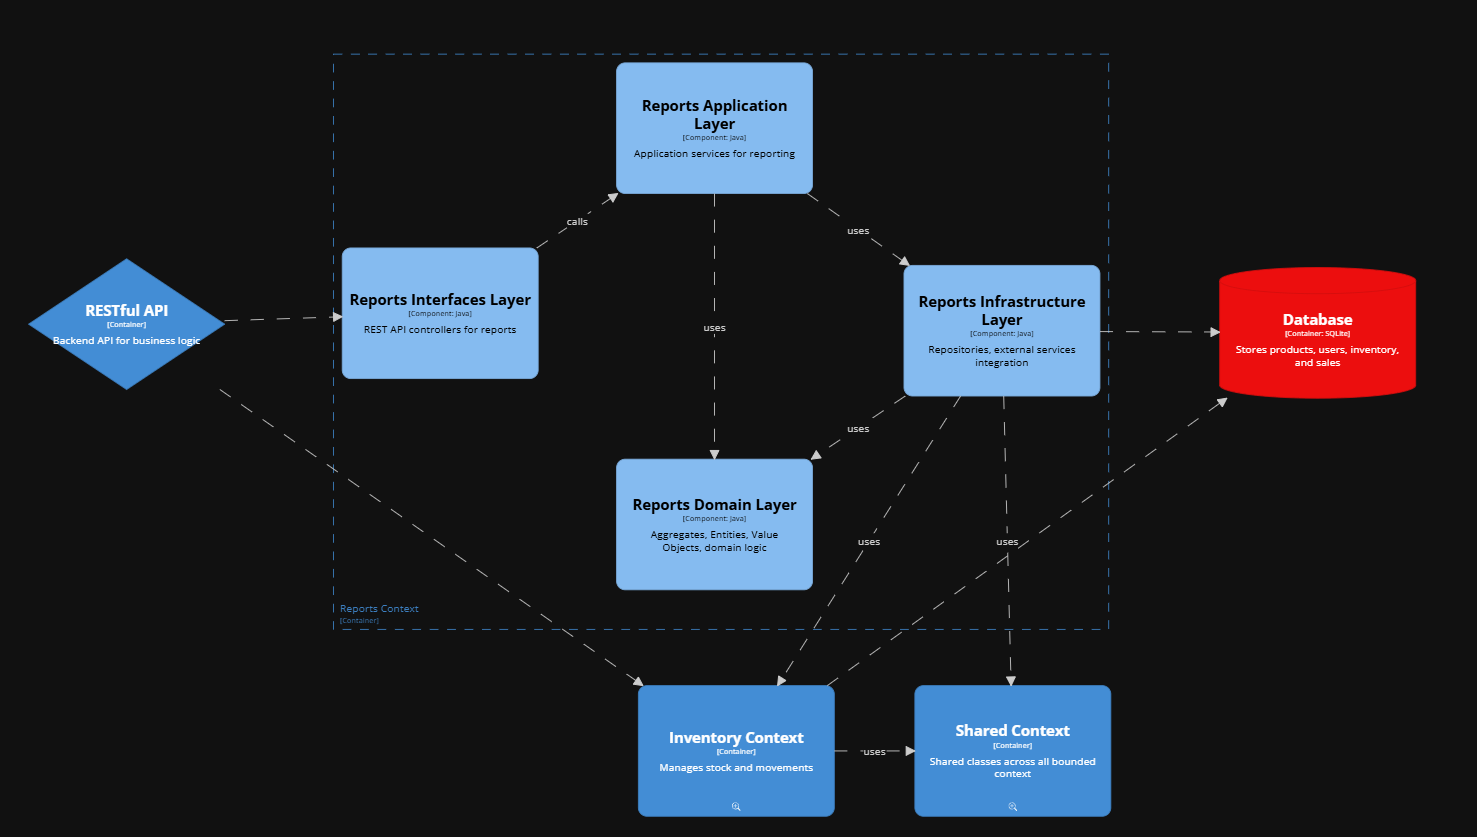 Reports Application
Layer
[Component: Java]
Application services for reporting
calls
uses
Reports Interfaces Layer
[Component: Java]
REST API controllers for reports
RESTful API
[Container]
Backend API for business logic
Reports Infrastructure
Layer
[Component: Java]
Repositories, external services
integration
Database
[Container: SQLite]
Stores products, users, inventory,
and sales
uses
uses
Reports Domain Layer
[Component: Java]
Aggregates, Entities, Value
Objects, domain logic
uses
uses
Reports Context
[Container]
Inventory Context
[Container]
Manages stock and movements
uses
Shared Context
[Container]
Shared classes across all bounded
context